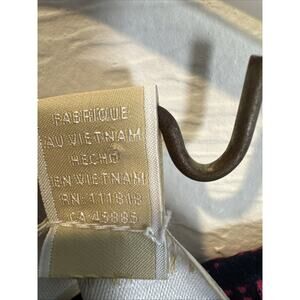 FABRIQUE
AU VIETNAM
HECHO
EN VIETNAM
RN: 111818
CA 45885